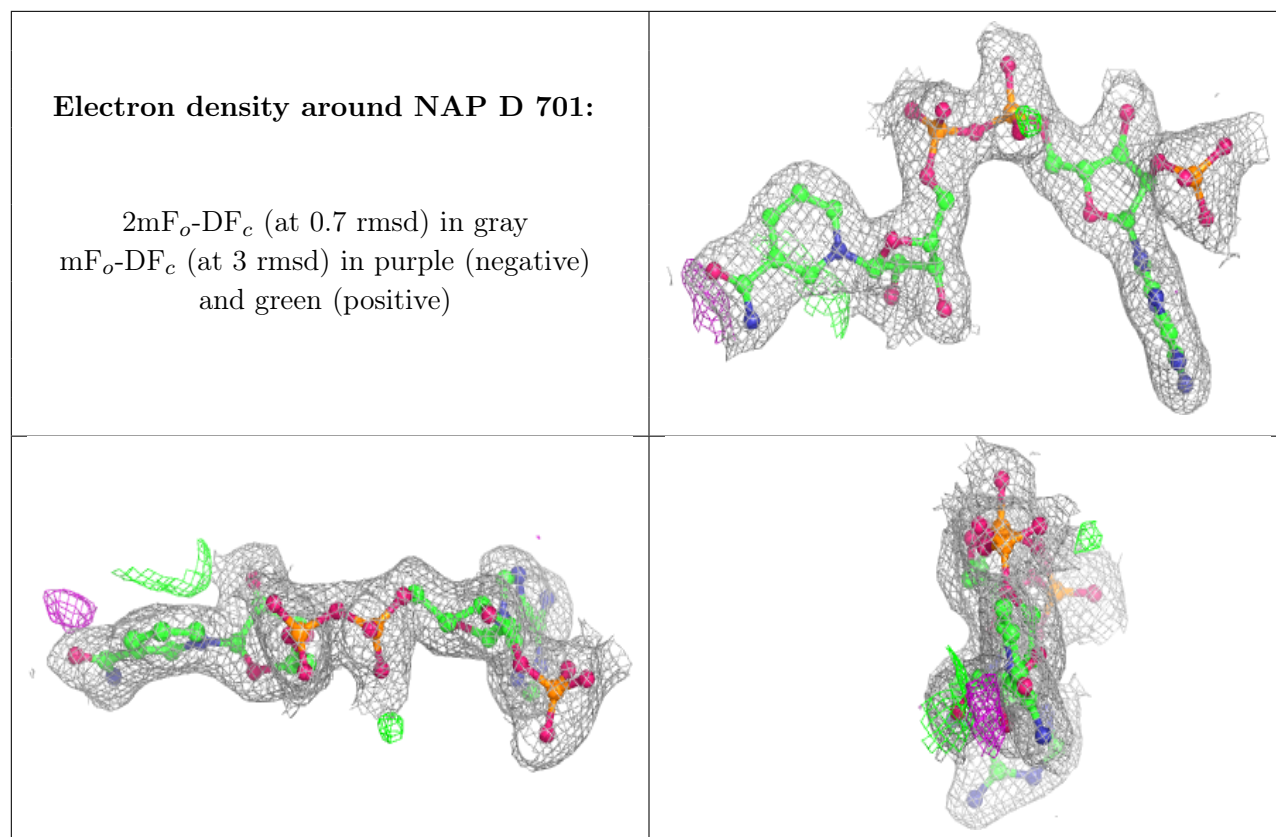 Electron density around NAP D 701:
2mFo-DFc (at 0.7 rmsd) in gray
mFo-DFc (at 3 rmsd) in purple (negative)
and green (positive)